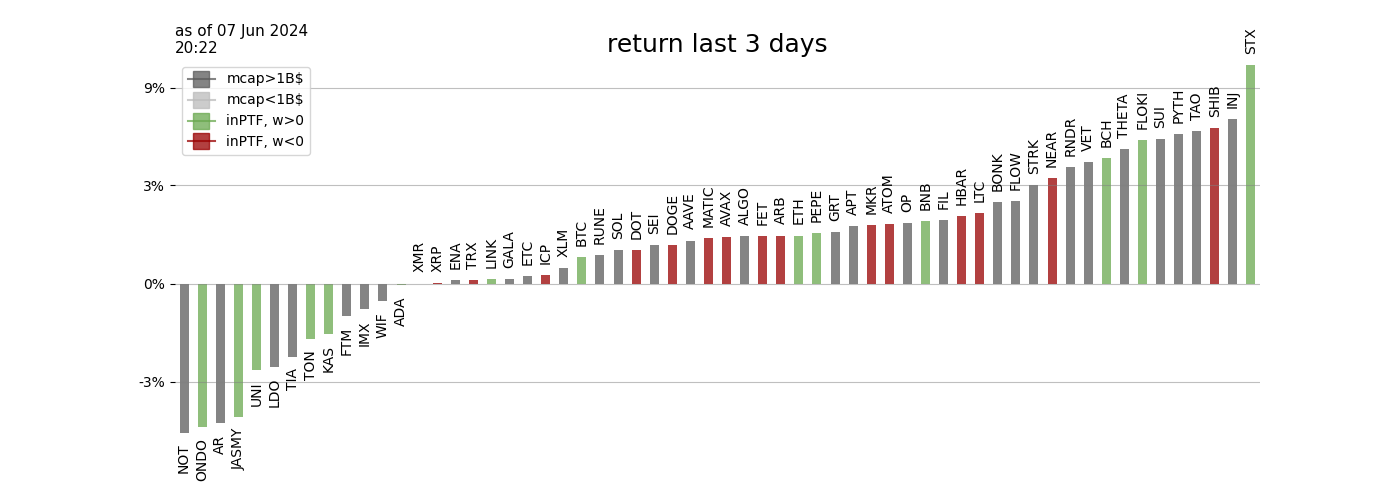 as of 07 Jun 2024
20:22
return last 3 days
mcap>1B$
mcap<1B$
inPTF, w>0
inPTF, w<0
9%
3%
0%
-3%
NOT
ONDO
AR
JASMY
UNI
LDO
TIA
TON
KAS
FTM
IMX
WIF
ADA
XMR
XRP
ENA
TRX
LINK
GALA
ETC
ICP
XLM
BTC
RUNE
SOL
DOT
SEI
DOGE
AAVE
MATIC
AVAX
ALGO
FET
ARB
ETH
PEPE
GRT
APT
MKR
ATOM
OP
BNB
FIL
HBAR
LTC
BONK
FLOW
STRK
NEAR
RNDR
VET
BCH
THETA
FLOKI
SUI
PYTH
TAO
SHIB
INJ
STX